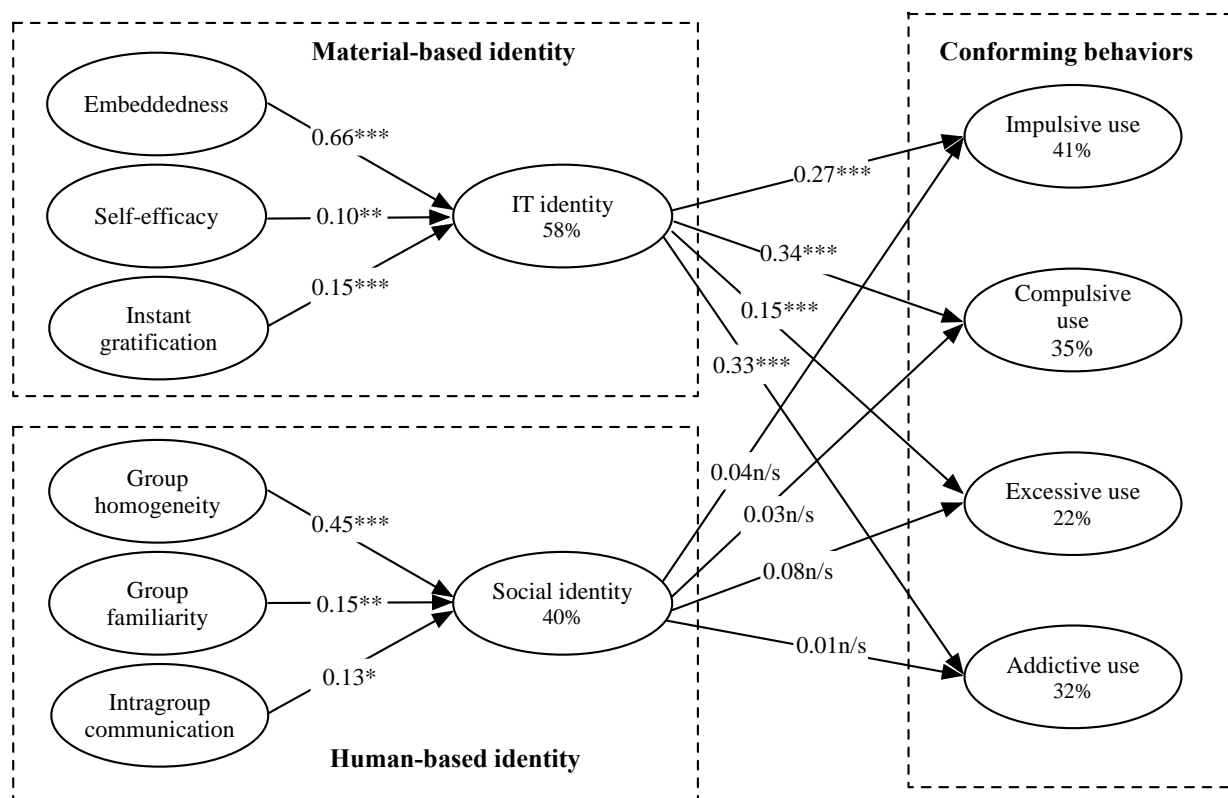 Material-based identity
Embeddedness
0.66***
Self-efficacy
0.10**
Instant
gratification
0.15***
IT identity
58%
Human-based identity
Group
homogeneity
0.45***
Group
familiarity
0.15**
Intragroup
communication
0.13*
Social identity
40%
0.27***
0.34***
0.15***
0.33***
0.04n/s
0.03n/s
0.08n/s
0.01n/s
Conforming behaviors
Impulsive use
41%
Compulsive
use
35%
Excessive use
22%
Addictive use
32%